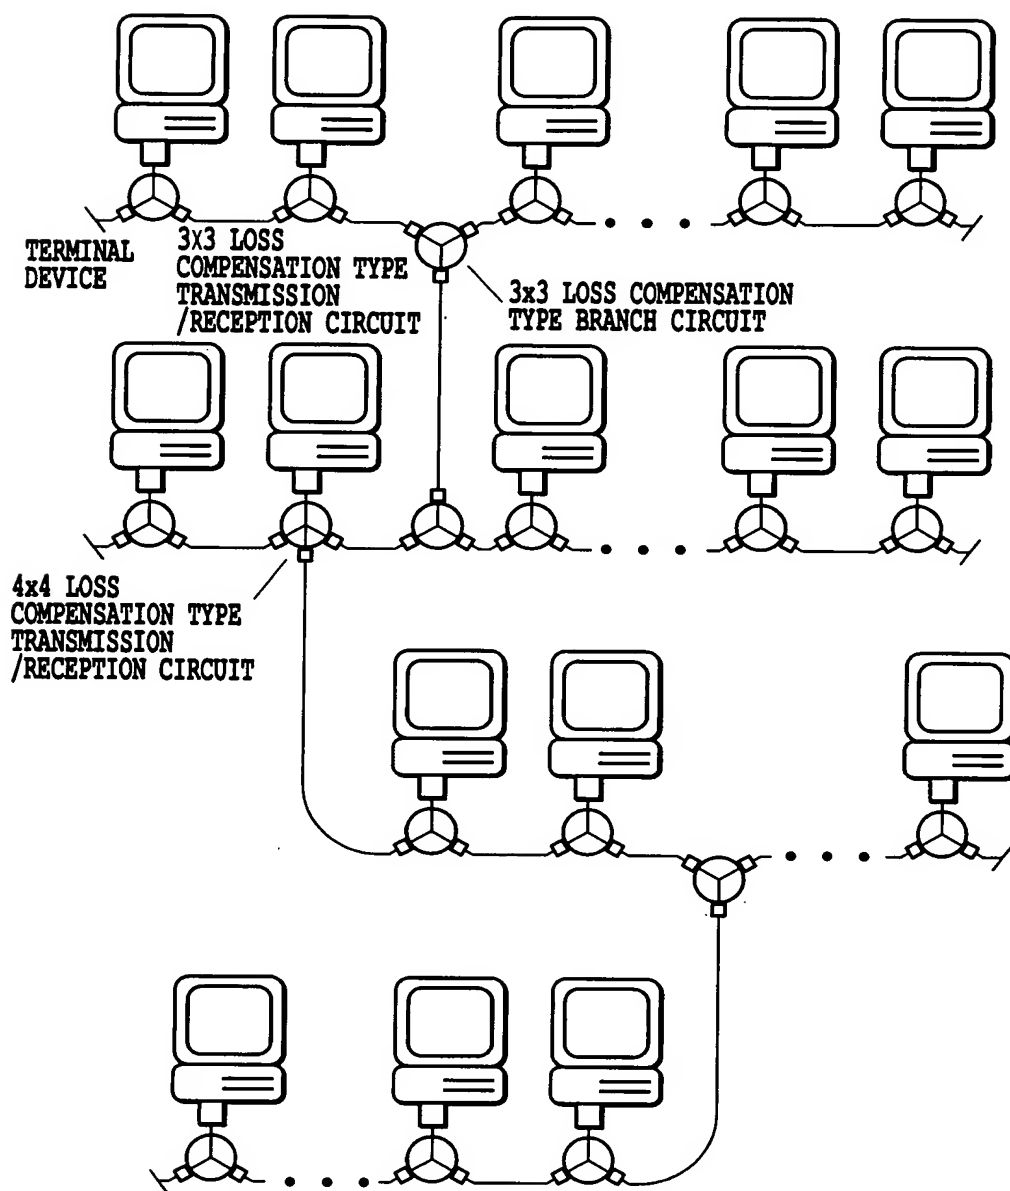 TERMINAL
DEVICE
3x3 LOSS
COMPENSATION TYPE
TRANSMISSION
/RECEPTION CIRCUIT
3x3 LOSS COMPENSATION
TYPE BRANCH CIRCUIT
4x4 LOSS
COMPENSATION TYPE
TRANSMISSION
/RECEPTION CIRCUIT